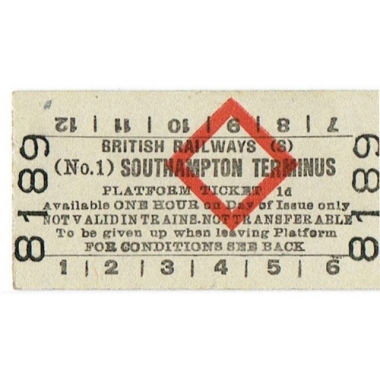 12 | 11 | 10 | 9 | 8 | 7
BRITISH RAILWAYS (S)
(No.1) SOUTHAMPTON TERMINUS
PLATFORM TICKET 1d
Available ONE HOUR on Day of Issue only
NOT VALID IN TRAINS. NOT TRANSFERABLE
To be given up when leaving Platform
FOR CONDITIONS SEE BACK
1 | 2 | 3 | 4 | 5 | 6
8189
8189